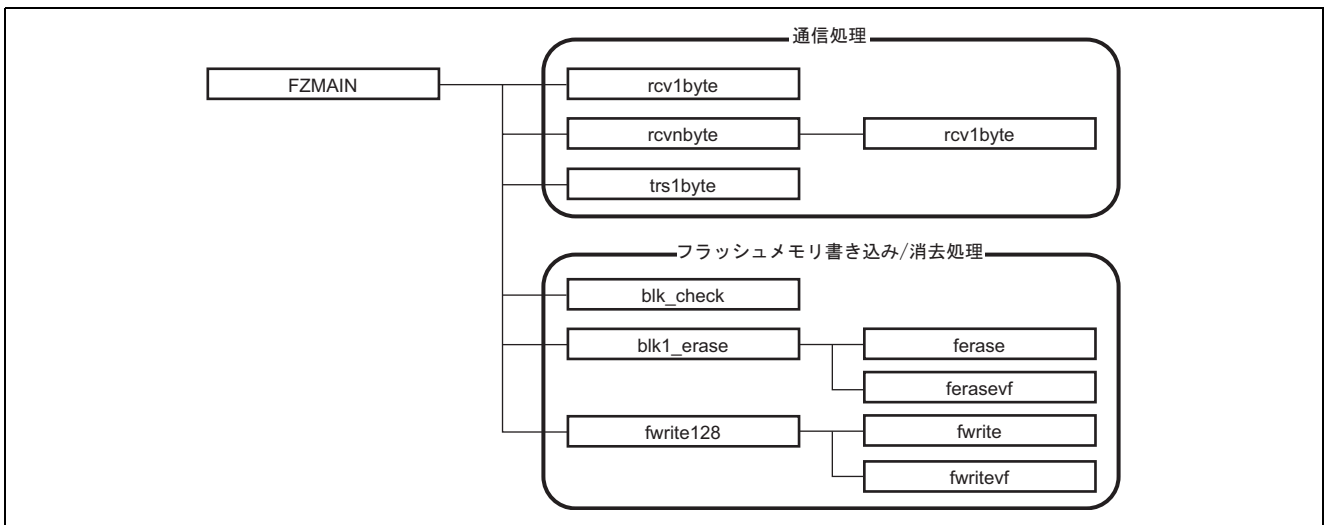 通信処理
FZMAIN
rcv1byte
rcvnbyte
rcv1byte
trs1byte
フラッシュメモリ書き込み/消去処理
blk_check
blk1_erase
ferase
ferasevf
fwrite128
fwrite
fwritevf